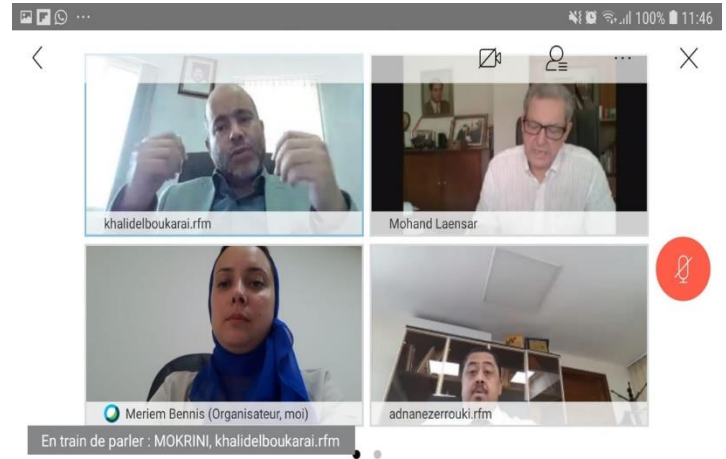 100% 11:46
khalidelboukarai.rfm
Mohand Laensar
Meriem Bennis (Organisateur, moi)
adnanezerrouki.rfm
En train de parler : MOKRINI, khalidelboukarai.rfm